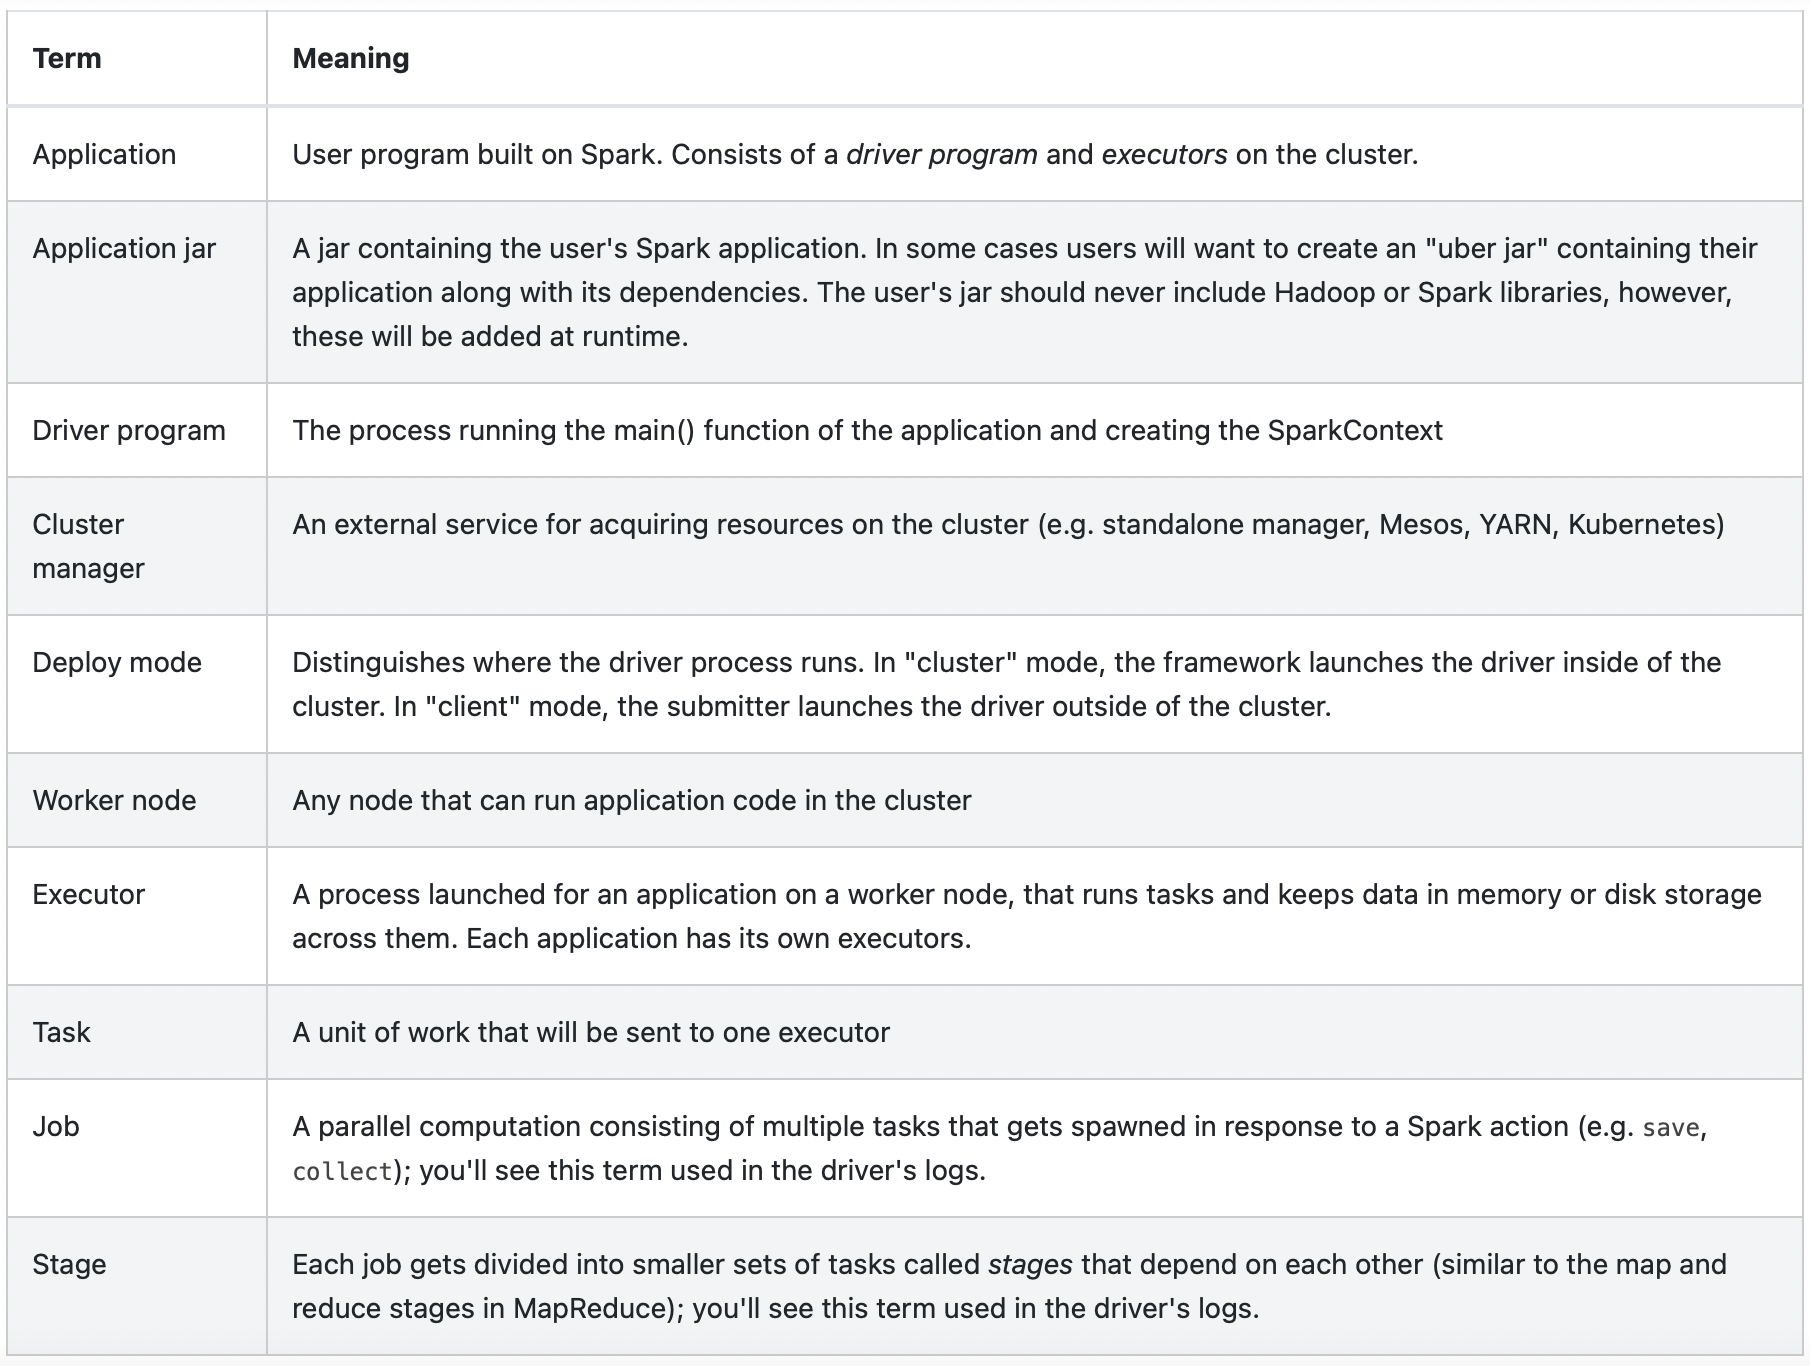 Term
Meaning
Application
User program built on Spark. Consists of a driver program and executors on the cluster.
Application jar
A jar containing the user's Spark application. In some cases users will want to create an "uber jar" containing their
application along with its dependencies. The user's jar should never include Hadoop or Spark libraries, however,
these will be added at runtime.
Driver program
The process running the main() function of the application and creating the SparkContext
Cluster
manager
An external service for acquiring resources on the cluster (e.g. standalone manager, Mesos, YARN, Kubernetes)
Deploy mode
Distinguishes where the driver process runs. In "cluster" mode, the framework launches the driver inside of the
cluster. In "client" mode, the submitter launches the driver outside of the cluster.
Worker node
Any node that can run application code in the cluster
Executor
A process launched for an application on a worker node, that runs tasks and keeps data in memory or disk storage
across them. Each application has its own executors.
Task
A unit of work that will be sent to one executor
Job
A parallel computation consisting of multiple tasks that gets spawned in response to a Spark action (e.g. save,
collect); you'll see this term used in the driver's logs.
Stage
Each job gets divided into smaller sets of tasks called stages that depend on each other (similar to the map and
reduce stages in MapReduce); you'll see this term used in the driver's logs.